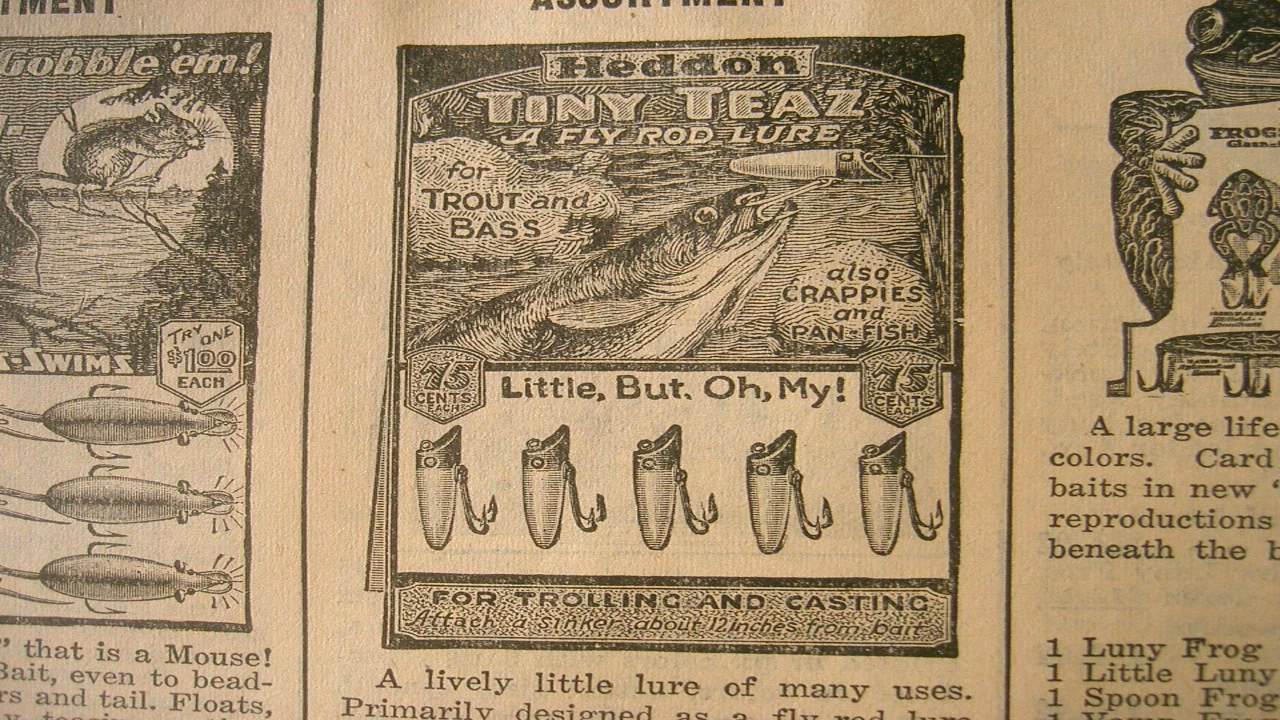 Gobble 'em!
SWIMS
TRY ONE
$1.00
EACH
" that is a Mouse!
Bait, even to bead-
rs and tail. Floats,
ASSORTMENT
Heddon
TINY TEAZ
A FLY ROD LURE
for
TROUT and
BASS
also
CRAPPIES
and
PAN-FISH
75
CENTS
EACH
Little, But, Oh, My!
75
CENTS
EACH
FOR TROLLING AND CASTING
Attach a sinker about 12 inches from bait
A lively little lure of many uses.
Primarily designed as a fly rod lure
FROG
A large life
colors. Card
baits in new
reproductions
beneath the b
1 Luny Frog
1 Little Luny
1 Spoon Frog